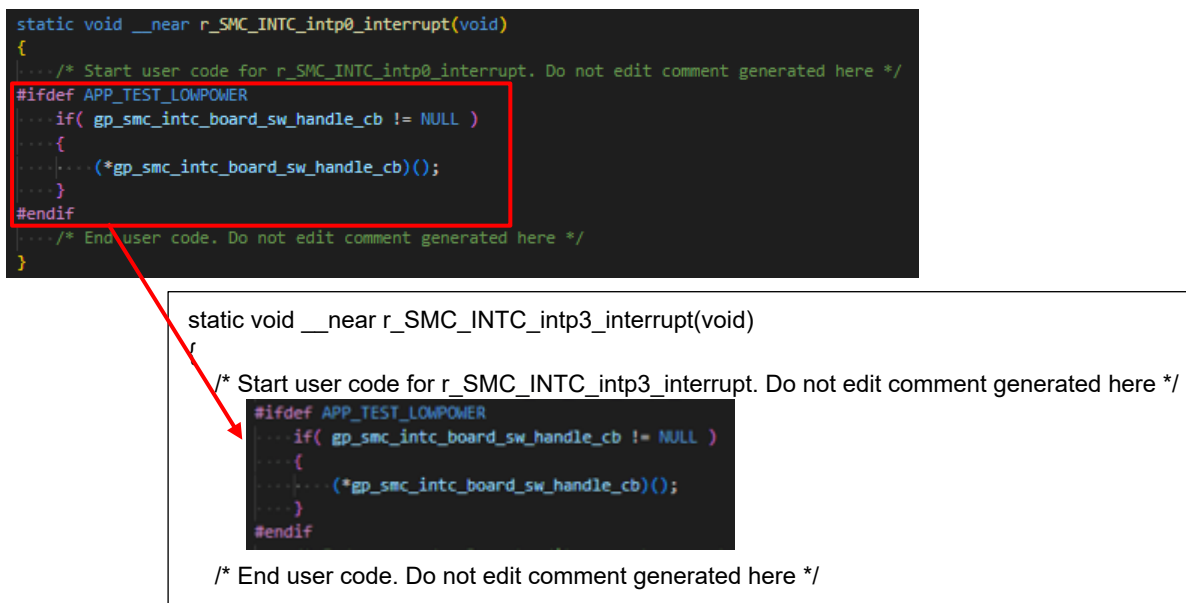 static void __near r_SMC_INTC_intp0_interrupt(void)
{
/* Start user code for r_SMC_INTC_intp0_interrupt. Do not edit comment generated here */
#ifdef APP_TEST_LOWPOWER
if( gp_smc_intc_board_sw_handle_cb != NULL )
{
(*gp_smc_intc_board_sw_handle_cb)();
}
#endif
/* End user code. Do not edit comment generated here */
}
static void __near r_SMC_INTC_intp3_interrupt(void)
{
/* Start user code for r_SMC_INTC_intp3_interrupt. Do not edit comment generated here */
#ifdef APP_TEST_LOWPOWER
if( gp_smc_intc_board_sw_handle_cb != NULL )
{
(*gp_smc_intc_board_sw_handle_cb)();
}
#endif
/* End user code. Do not edit comment generated here */